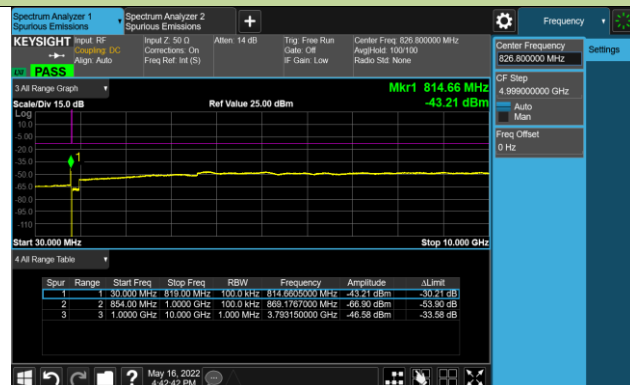 Spectrum Analyzer 1
Spurious Emissions
Spectrum Analyzer 2
Spurious Emissions
+
Frequency
KEYSIGHT
Input: RF
Coupling: DC
Align: Auto
Input Z: 50 Ω
Corrections: On
Freq Ref: Int (S)
Atten: 14 dB
Trig: Free Run
Gate: Off
IF Gain: Low
Center Freq: 826.800000 MHz
Avg|Hold: 100/100
Radio Std: None
PASS
Center Frequency
826.800000 MHz
Settings
CF Step
4.999000000 GHz
Auto
Man
Freq Offset
0 Hz
3 All Range Graph
Mkr1 814.66 MHz
-43.21 dBm
Scale/Div 15.0 dB
Ref Value 25.00 dBm
Log
10.0
-5.00
-20.0
-35.0
-50.0
-65.0
-80.0
-95.0
-110
1
Start 30.000 MHz
Stop 10.000 GHz
4 All Range Table
Spur Range Start Freq Stop Freq RBW Frequency Amplitude ΔLimit
1 1 30.000 MHz 819.00 MHz 100.0 kHz 814.6605000 MHz -43.21 dBm -30.21 dB
2 2 854.00 MHz 1.0000 GHz 100.0 kHz 869.1767000 MHz -66.90 dBm -53.90 dB
3 3 1.0000 GHz 10.000 GHz 1.000 MHz 3.793150000 GHz -46.58 dBm -33.58 dB
?
May 16, 2022
4:42:42 PM